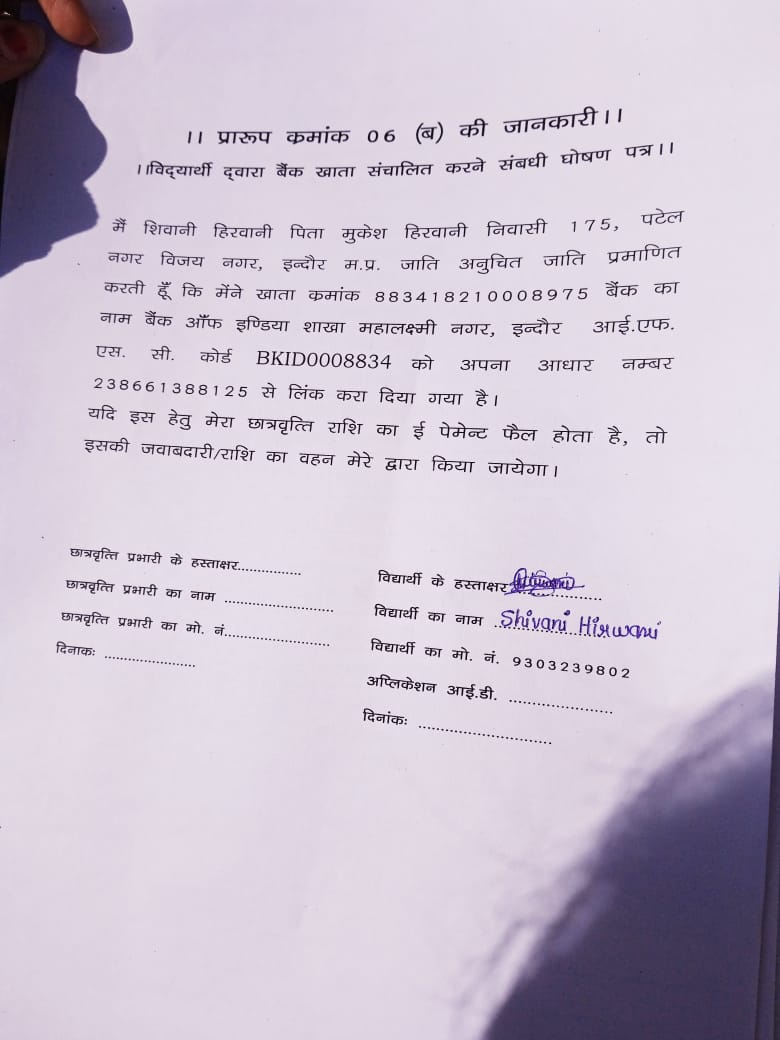 ।। प्रारूप कमांक 06 (ब) की जानकारी।।
।।विद्यार्थी द्वारा बैंक खाता संचालित करने संबधी घोषण पत्र।।
मैं शिवानी हिरवानी पिता मुकेश हिरवानी निवासी 175, पटेल
नगर विजय नगर, इन्दौर म.प्र. जाति अनुचित जाति प्रमाणित
करती हूँ कि मेंने खाता कमांक 883418210008975 बैंक का
नाम बैंक ऑफ इण्डिया शाखा महालक्ष्मी नगर, इन्दौर आई.एफ.
एस. सी. कोर्ड BKID0008834 को अपना आधार नम्बर
238661388125 से लिंक करा दिया गया है।
यदि इस हेतु मेरा छात्रवृत्ति राशि का ई पेमेन्ट फैल होता है, तो
इसकी जवाबदारी/राशि का वहन मेरे द्वारा किया जायेगा।
छात्रवृत्ति प्रभारी के हस्ताक्षर...............
छात्रवृत्ति प्रभारी का नाम .........................
छात्रवृत्ति प्रभारी का मो. नं........................
दिनाकः .....................
विद्यार्थी के हस्ताक्षर....................
विद्यार्थी का नाम Shivani Hirwani
विद्यार्थी का मो. नं. 9303239802
अप्लिकेशन आई.डी. ......................
दिनांकः ............................